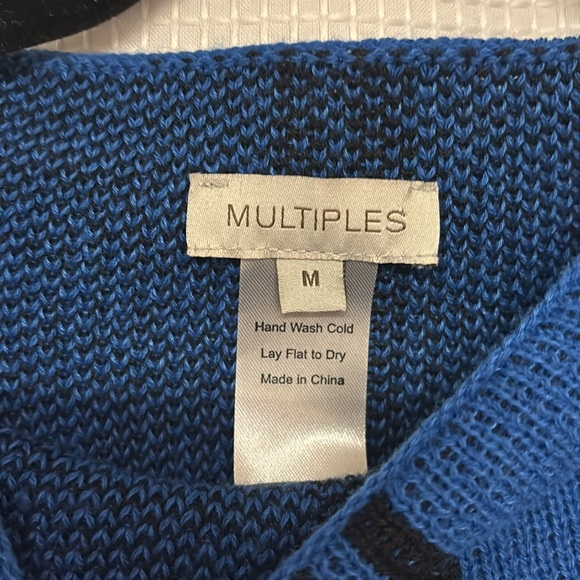 MULTIPLES
M
Hand Wash Cold
Lay Flat to Dry
Made in China